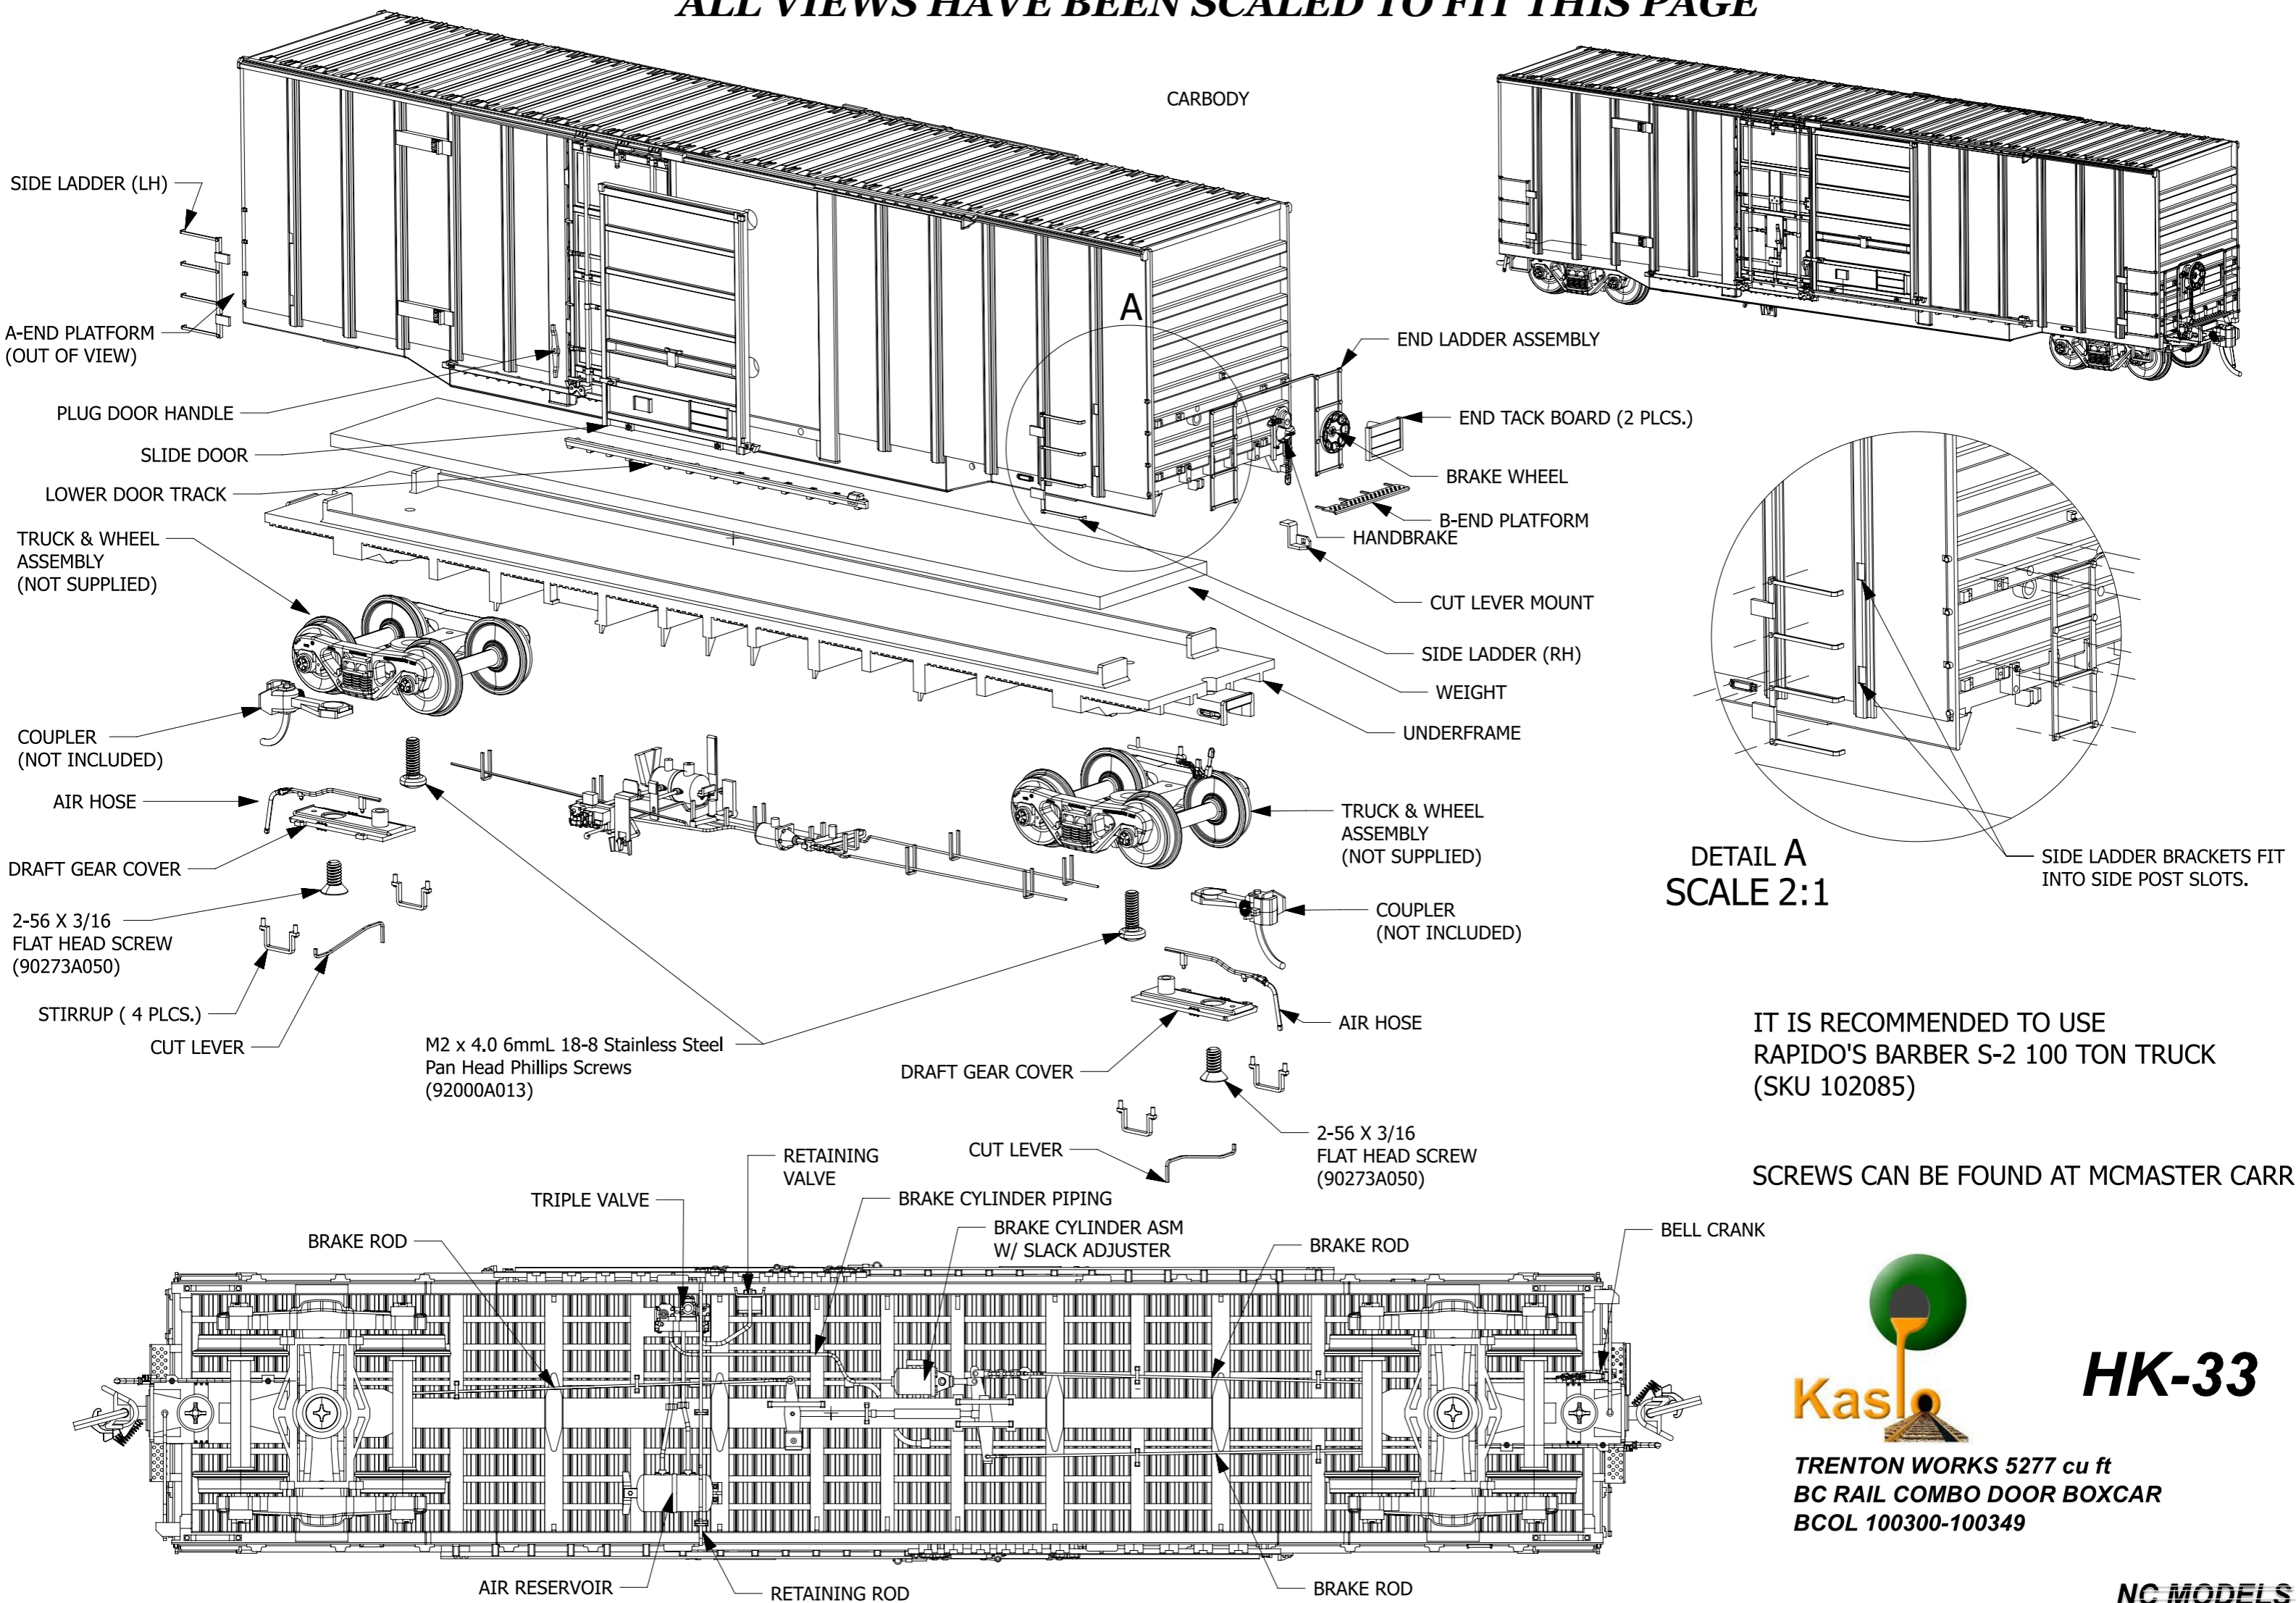 ALL VIEWS HAVE BEEN SCALED TO FIT THIS PAGE
CARBODY
SIDE LADDER (LH)
A-END PLATFORM
(OUT OF VIEW)
PLUG DOOR HANDLE
SLIDE DOOR
LOWER DOOR TRACK
TRUCK & WHEEL
ASSEMBLY
(NOT SUPPLIED)
COUPLER
(NOT INCLUDED)
AIR HOSE
DRAFT GEAR COVER
2-56 X 3/16
FLAT HEAD SCREW
(90273A050)
STIRRUP ( 4 PLCS.)
CUT LEVER
M2 x 4.0 6mmL 18-8 Stainless Steel
Pan Head Phillips Screws
(92000A013)
A
END LADDER ASSEMBLY
END TACK BOARD (2 PLCS.)
BRAKE WHEEL
B-END PLATFORM
HANDBRAKE
CUT LEVER MOUNT
SIDE LADDER (RH)
WEIGHT
UNDERFRAME
TRUCK & WHEEL
ASSEMBLY
(NOT SUPPLIED)
COUPLER
(NOT INCLUDED)
AIR HOSE
DRAFT GEAR COVER
2-56 X 3/16
FLAT HEAD SCREW
(90273A050)
CUT LEVER
DETAIL A
SCALE 2:1
SIDE LADDER BRACKETS FIT
INTO SIDE POST SLOTS.
IT IS RECOMMENDED TO USE
RAPIDO'S BARBER S-2 100 TON TRUCK
(SKU 102085)
SCREWS CAN BE FOUND AT MCMASTER CARR
RETAINING
VALVE
TRIPLE VALVE
BRAKE CYLINDER PIPING
BRAKE CYLINDER ASM
W/ SLACK ADJUSTER
BRAKE ROD
BRAKE ROD
BELL CRANK
AIR RESERVOIR
RETAINING ROD
BRAKE ROD
Kaslo
HK-33
TRENTON WORKS 5277 cu ft
BC RAIL COMBO DOOR BOXCAR
BCOL 100300-100349
NC MODELS